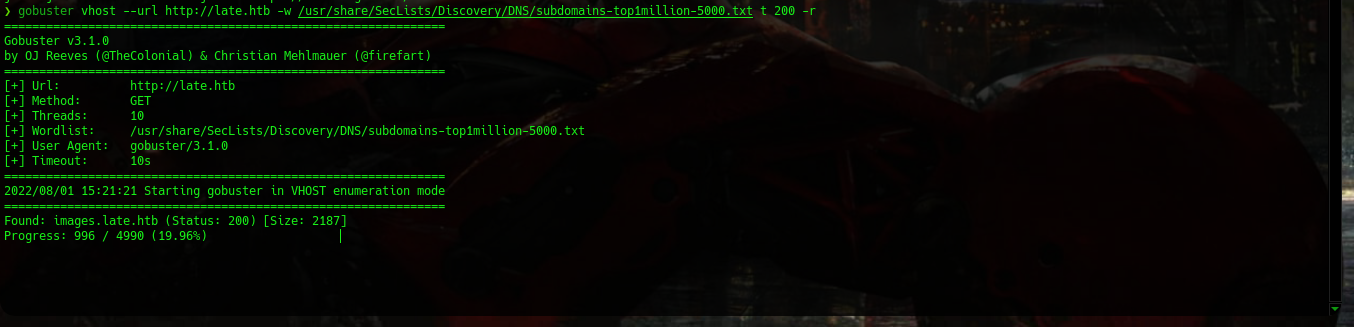 ❯ gobuster vhost --url http://late.htb -w /usr/share/SecLists/Discovery/DNS/subdomains-top1million-5000.txt t 200 -r
===============================================================
Gobuster v3.1.0
by OJ Reeves (@TheColonial) & Christian Mehlmauer (@firefart)
===============================================================
[+] Url:          http://late.htb
[+] Method:       GET
[+] Threads:      10
[+] Wordlist:     /usr/share/SecLists/Discovery/DNS/subdomains-top1million-5000.txt
[+] User Agent:   gobuster/3.1.0
[+] Timeout:      10s
===============================================================
2022/08/01 15:21:21 Starting gobuster in VHOST enumeration mode
===============================================================
Found: images.late.htb (Status: 200) [Size: 2187]
Progress: 996 / 4990 (19.96%)